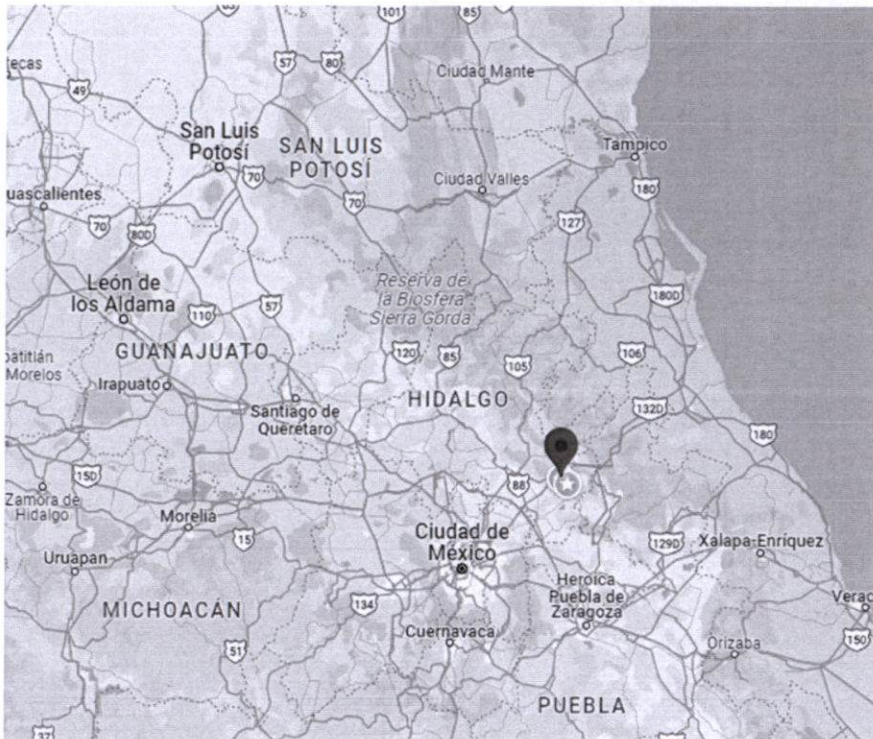 101
85
57
80
tecas
49
Ciudad Mante
San Luis
Potosí
SAN LUIS
POTOSÍ
Tampico
70
Ciudad Valles
180
uascalientes
70
127
70
80D
Reserva de
la Biosfera
Sierra Gorda
León de
los Aldama
57
180D
110
GUANAJUATO
120
85
106
patitlán
Morelos
105
Irapuato
HIDALGO
132D
Santiago de
Querétaro
180
15D
88
Zamora de
Hidalgo
Morelia
15
Ciudad de
México
129D
Xalapa-Enríquez
Uruapan
Heroica
Puebla de
Zaragoza
134
Verac
MICHOACÁN
Cuernavaca
150
51
Orizaba
PUEBLA
37